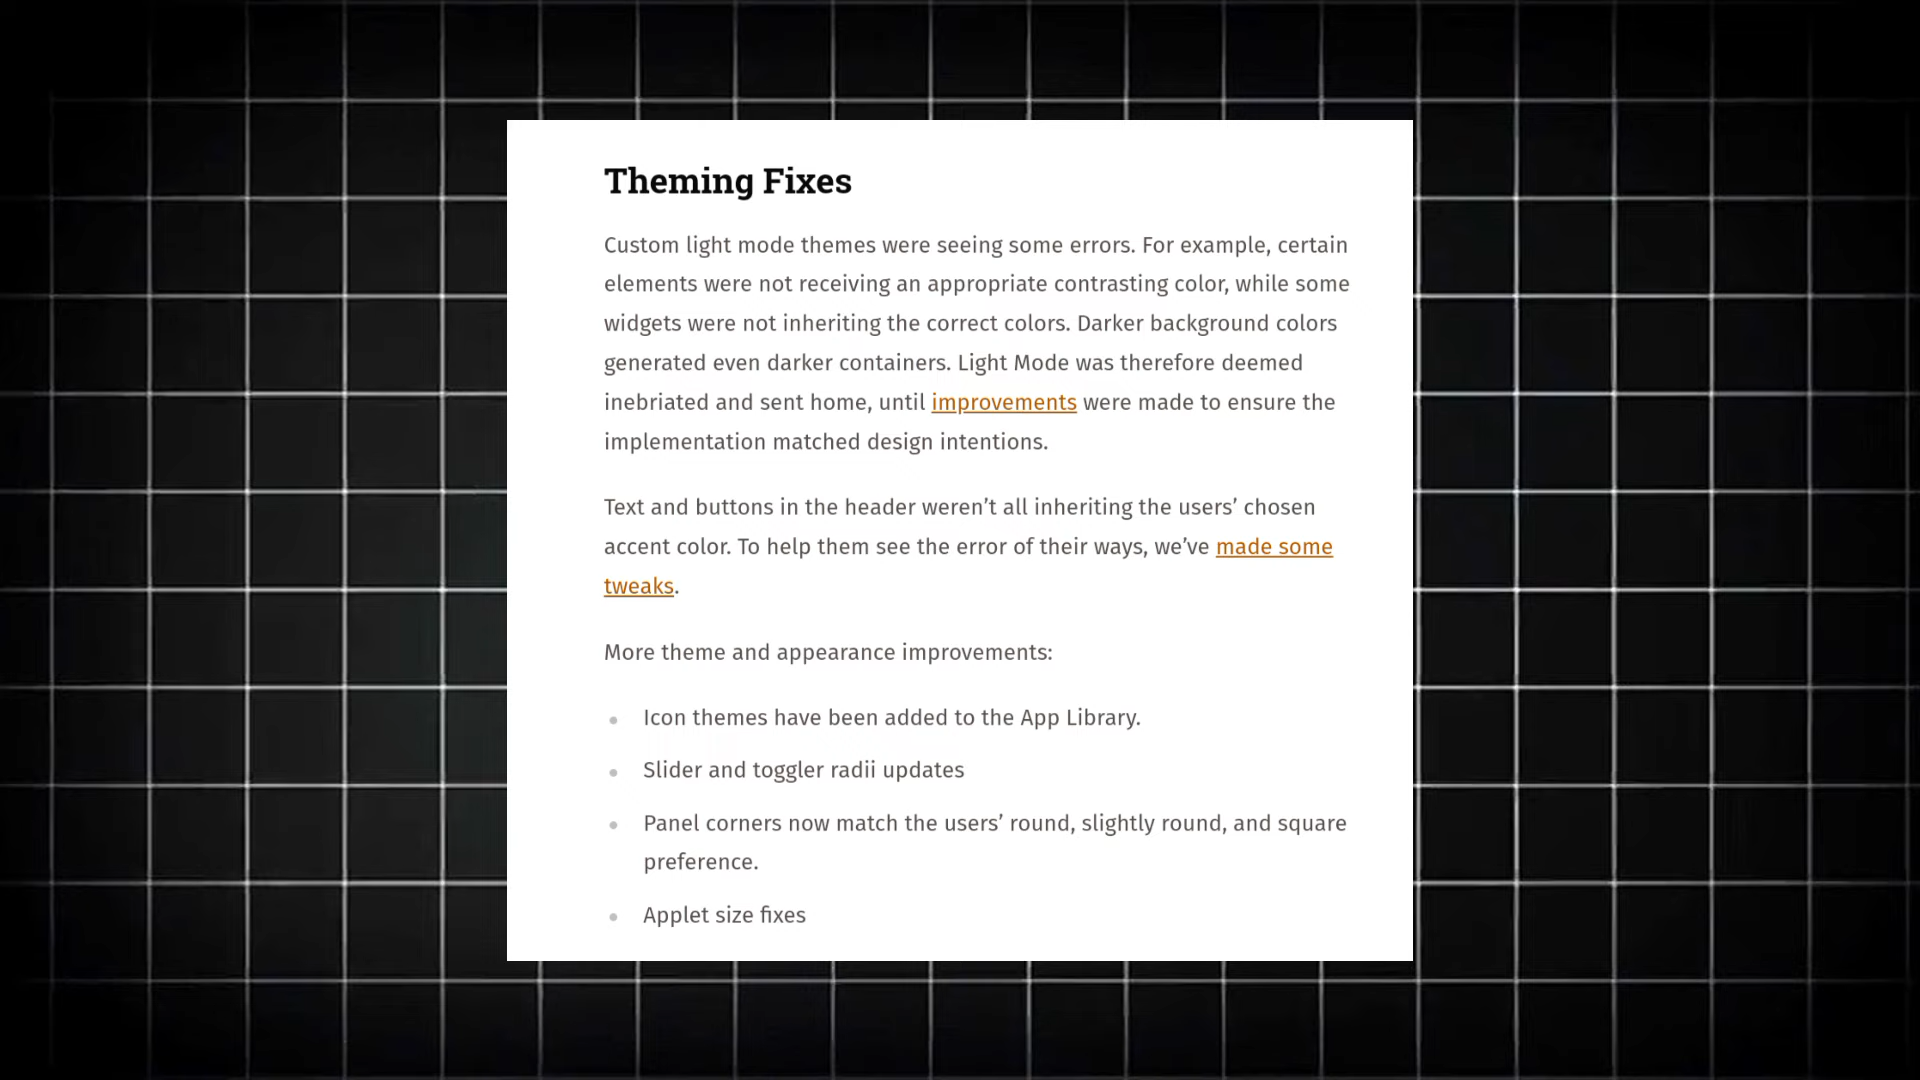 Theming Fixes
Custom light mode themes were seeing some errors. For example, certain
elements were not receiving an appropriate contrasting color, while some
widgets were not inheriting the correct colors. Darker background colors
generated even darker containers. Light Mode was therefore deemed
inebriated and sent home, until improvements were made to ensure the
implementation matched design intentions.
Text and buttons in the header weren’t all inheriting the users’ chosen
accent color. To help them see the error of their ways, we’ve made some
tweaks.
More theme and appearance improvements:
Icon themes have been added to the App Library.
Slider and toggler radii updates
Panel corners now match the users’ round, slightly round, and square
preference.
Applet size fixes